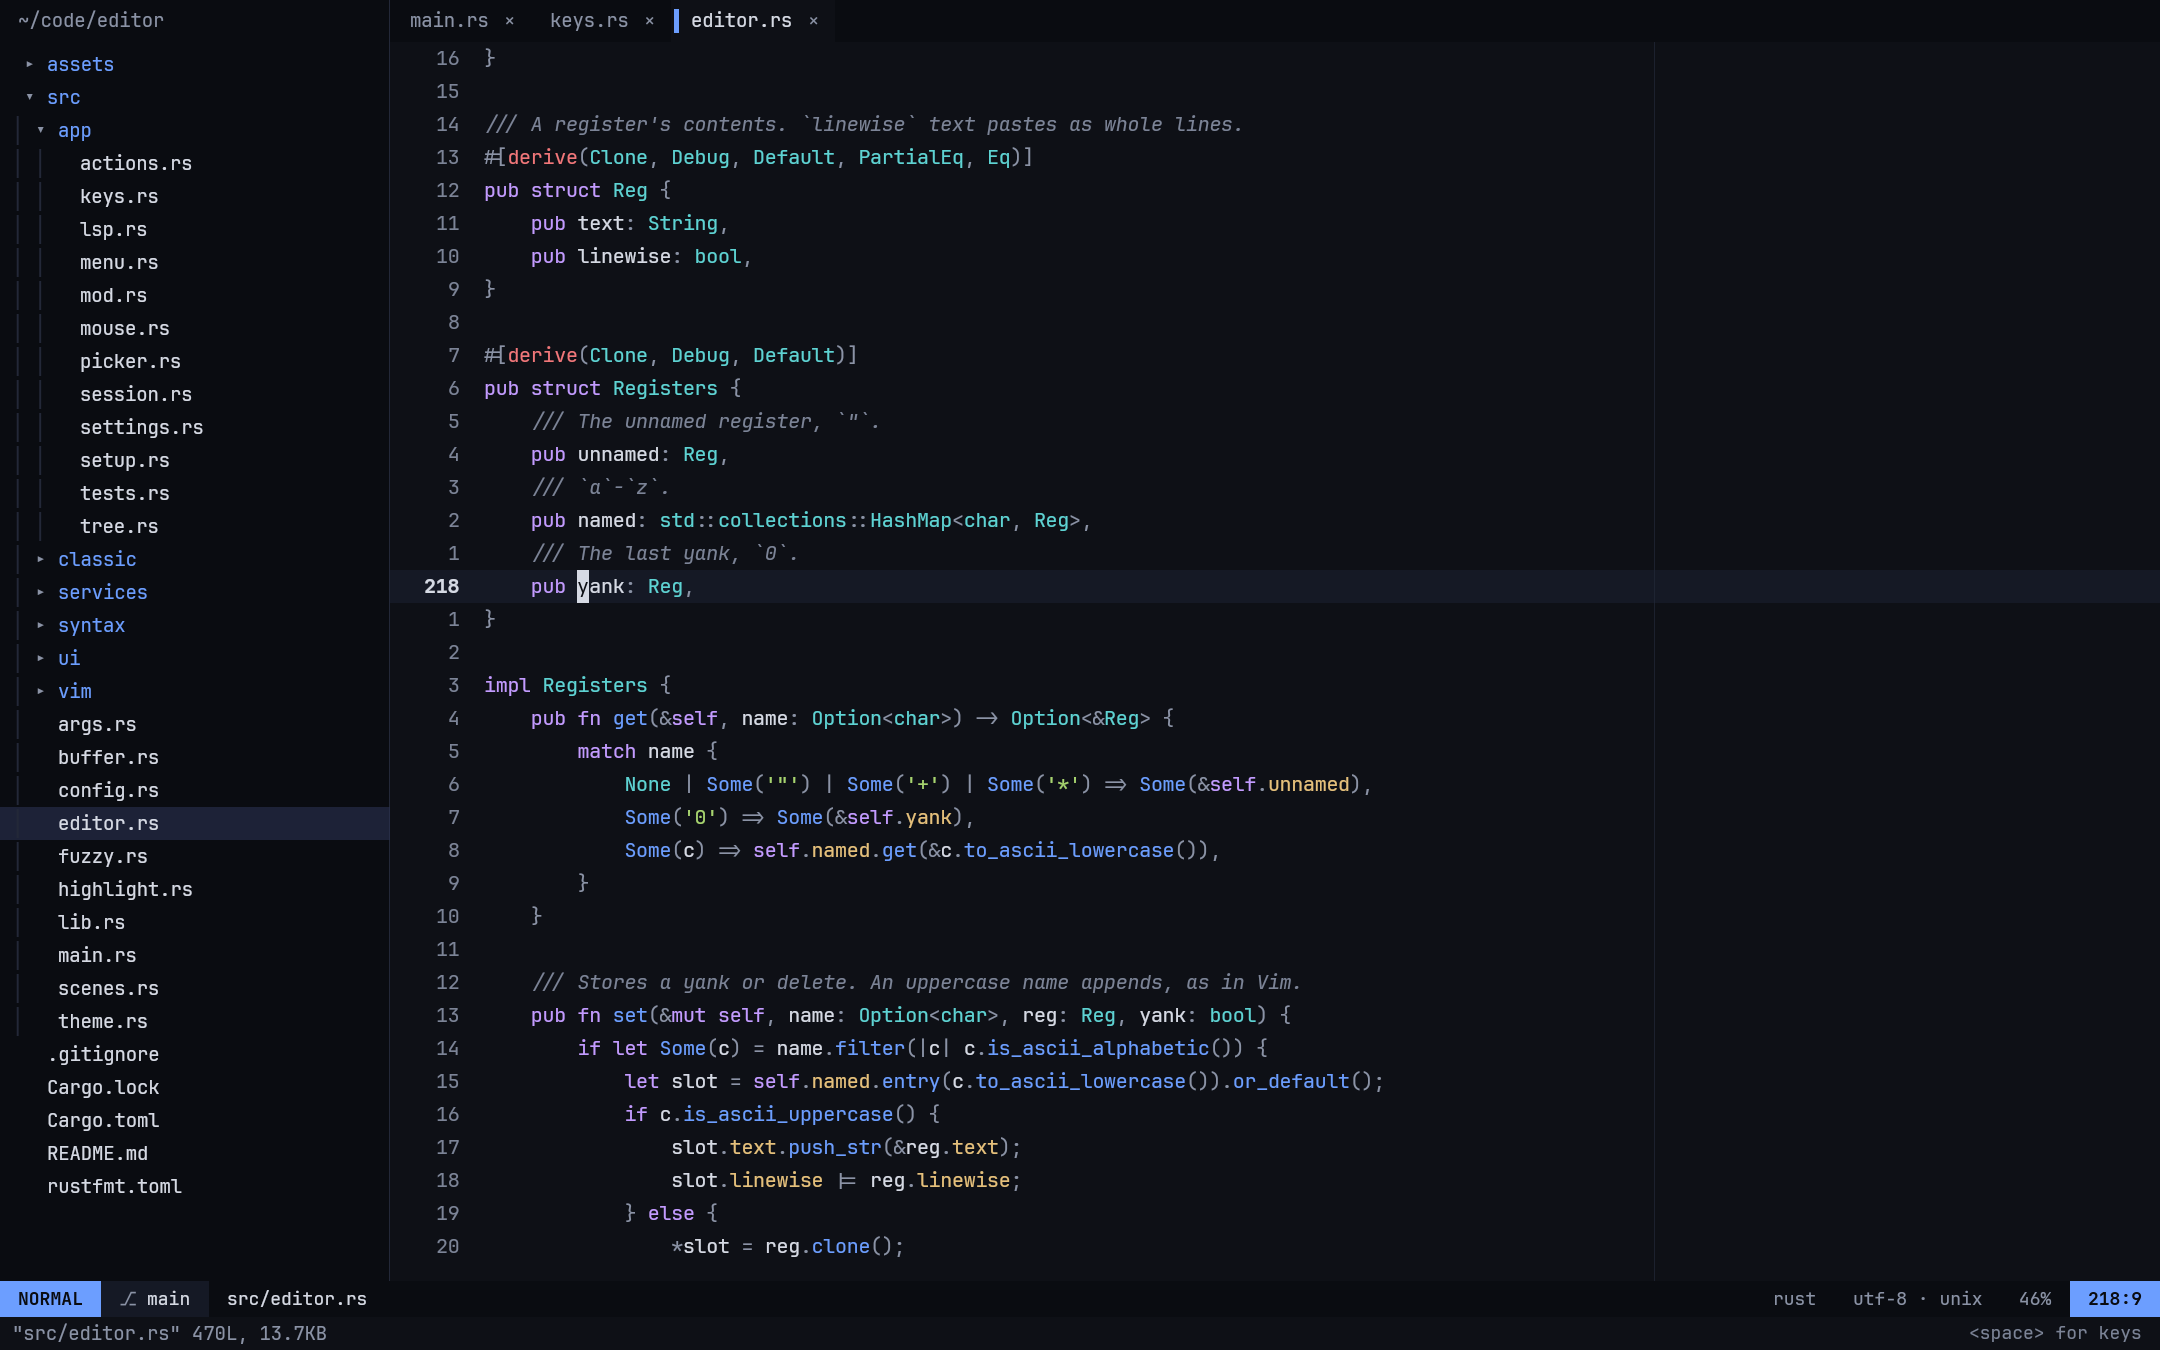 ~/code/editor
main.rs × keys.rs × editor.rs ×
▸ assets
▾ src
▾ app
actions.rs
keys.rs
lsp.rs
menu.rs
mod.rs
mouse.rs
picker.rs
session.rs
settings.rs
setup.rs
tests.rs
tree.rs
▸ classic
▸ services
▸ syntax
▸ ui
▸ vim
args.rs
buffer.rs
config.rs
editor.rs
fuzzy.rs
highlight.rs
lib.rs
main.rs
scenes.rs
theme.rs
.gitignore
Cargo.lock
Cargo.toml
README.md
rustfmt.toml
16 }
15
14 /// A register's contents. `linewise` text pastes as whole lines.
13 #[derive(Clone, Debug, Default, PartialEq, Eq)]
12 pub struct Reg {
11     pub text: String,
10     pub linewise: bool,
9 }
8
7 #[derive(Clone, Debug, Default)]
6 pub struct Registers {
5     /// The unnamed register, `"`.
4     pub unnamed: Reg,
3     /// `a`-`z`.
2     pub named: std::collections::HashMap<char, Reg>,
1     /// The last yank, `0`.
218     pub yank: Reg,
1 }
2
3 impl Registers {
4     pub fn get(&self, name: Option<char>) -> Option<&Reg> {
5         match name {
6             None | Some('"') | Some('+') | Some('*') => Some(&self.unnamed),
7             Some('0') => Some(&self.yank),
8             Some(c) => self.named.get(&c.to_ascii_lowercase()),
9         }
10     }
11
12     /// Stores a yank or delete. An uppercase name appends, as in Vim.
13     pub fn set(&mut self, name: Option<char>, reg: Reg, yank: bool) {
14         if let Some(c) = name.filter(|c| c.is_ascii_alphabetic()) {
15             let slot = self.named.entry(c.to_ascii_lowercase()).or_default();
16             if c.is_ascii_uppercase() {
17                 slot.text.push_str(&reg.text);
18                 slot.linewise |= reg.linewise;
19             } else {
20                 *slot = reg.clone();
NORMAL ⎇ main src/editor.rs rust utf-8 · unix 46% 218:9
"src/editor.rs" 470L, 13.7KB <space> for keys